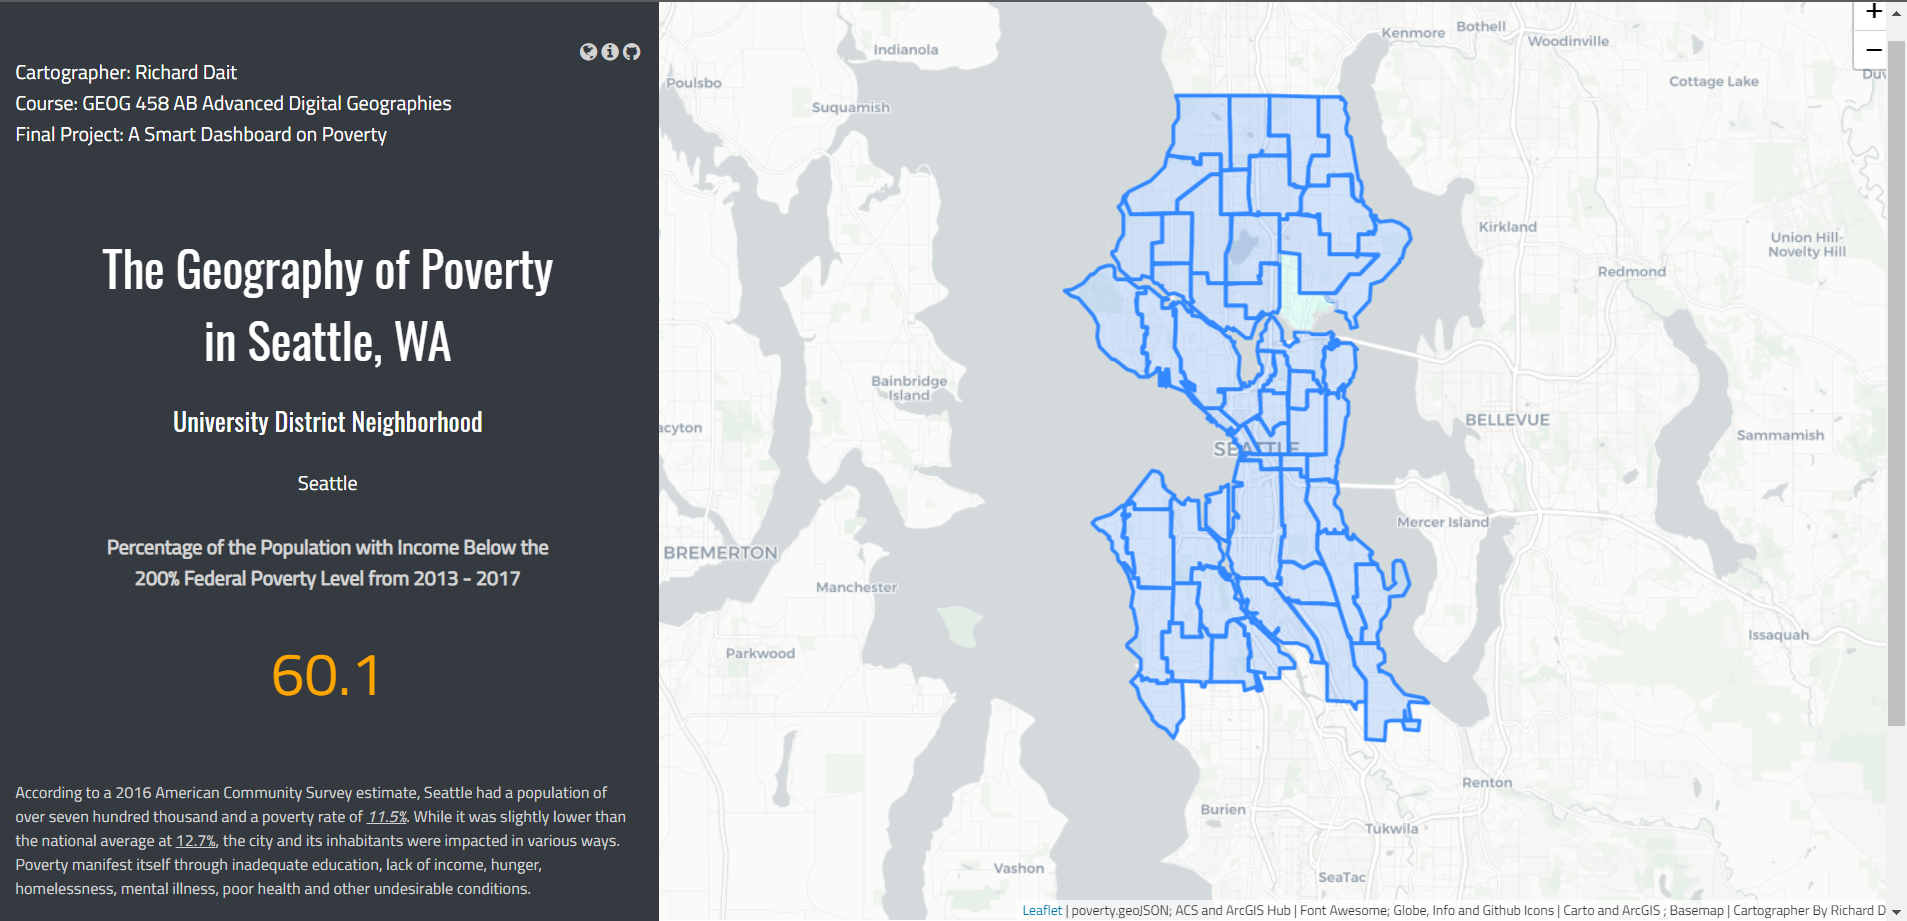 Cartographer: Richard Dait
Course: GEOG 458 AB Advanced Digital Geographies
Final Project: A Smart Dashboard on Poverty
The Geography of Poverty
in Seattle, WA
University District Neighborhood
Seattle
Percentage of the Population with Income Below the
200% Federal Poverty Level from 2013 - 2017
60.1
According to a 2016 American Community Survey estimate, Seattle had a population of
over seven hundred thousand and a poverty rate of 11.5%. While it was slightly lower than
the national average at 12.7%, the city and its inhabitants were impacted in various ways.
Poverty manifest itself through inadequate education, lack of income, hunger,
homelessness, mental illness, poor health and other undesirable conditions.
+
−
Indianola
Kenmore
Bothell
Woodinville
Poulsbo
Cottage Lake
Duv
Suquamish
Kirkland
Union Hill-
Novelty Hill
Redmond
Bainbridge
Island
acyton
BELLEVUE
Sammamish
SEATTLE
Mercer Island
BREMERTON
Manchester
Issaquah
Parkwood
Renton
Burien
Tukwila
Vashon
SeaTac
Leaflet | poverty.geoJSON; ACS and ArcGIS Hub | Font Awesome; Globe, Info and Github Icons | Carto and ArcGIS ; Basemap | Cartographer By Richard D